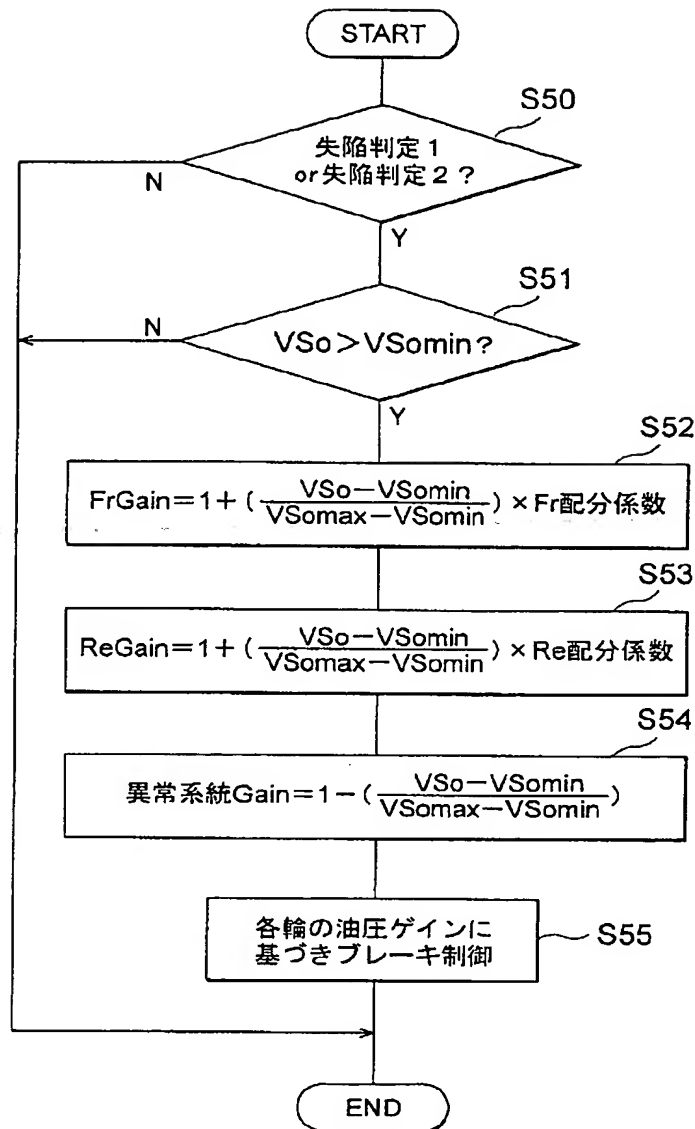 START
S50
失陥判定1
or失陥判定2?
N
Y
S51
VSo>VSomin?
N
Y
S52
FrGain=1+(VSo-VSomin/VSomax-VSomin)×Fr配分係数
S53
ReGain=1+(VSo-VSomin/VSomax-VSomin)×Re配分係数
S54
異常系統Gain=1-(VSo-VSomin/VSomax-VSomin)
各輪の油圧ゲインに
基づきブレーキ制御
S55
END